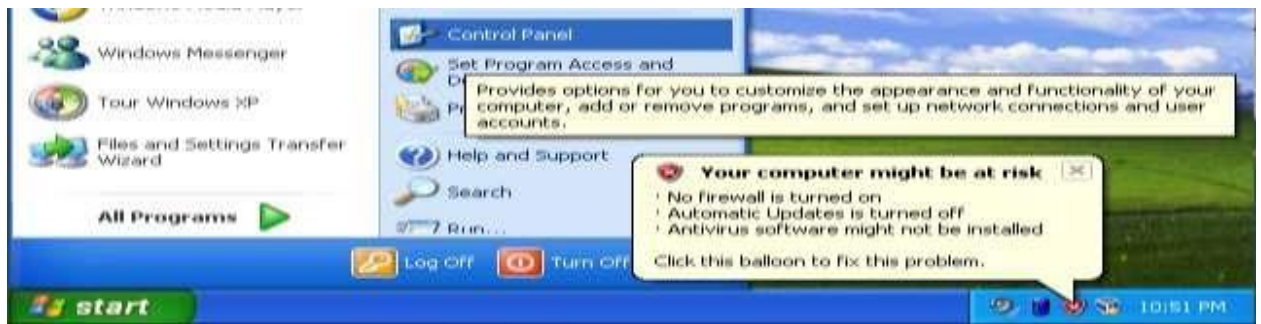 Windows Messenger
Tour Windows XP
Files and Settings Transfer
Wizard
All Programs
Control Panel
Set Program Access and
Provides options for you to customize the appearance and functionality of your
computer, add or remove programs, and set up network connections and user
accounts.
Help and Support
Search
Run...
Log Off
Turn Off
Your computer might be at risk
No firewall is turned on
Automatic Updates is turned off
Antivirus software might not be installed
Click this balloon to fix this problem.
start
10:51 PM